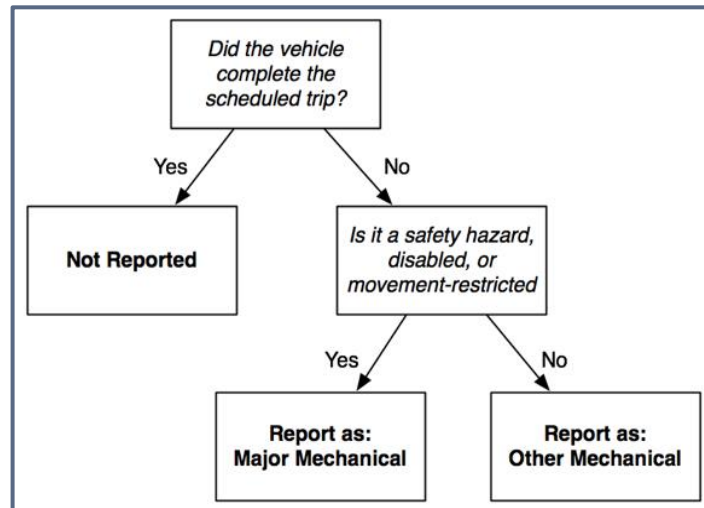 Did the vehicle
complete the
scheduled trip?
Yes
No
Not Reported
Is it a safety hazard,
disabled, or
movement-restricted
Yes
No
Report as:
Major Mechanical
Report as:
Other Mechanical